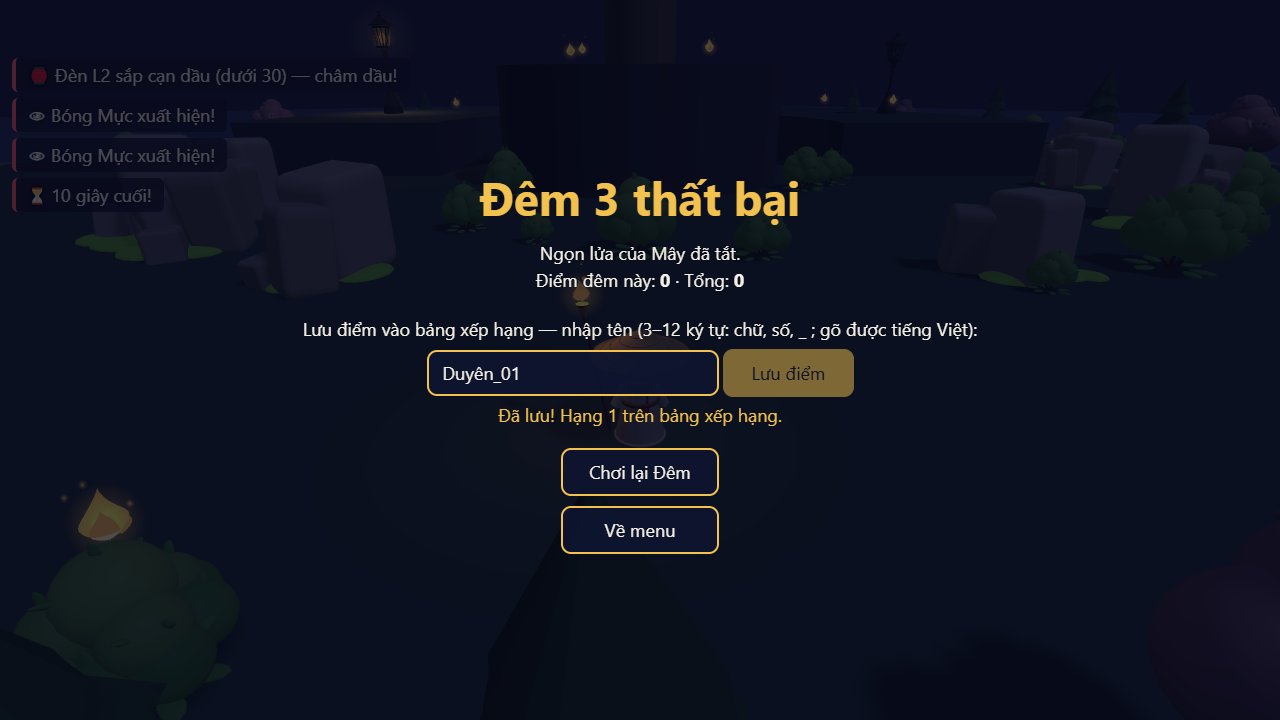 Đèn L2 sắp cạn dầu (dưới 30) — châm dầu!
Bóng Mực xuất hiện!
Bóng Mực xuất hiện!
10 giây cuối!
Đêm 3 thất bại
Ngọn lửa của Mây đã tắt.
Điểm đêm này: 0 · Tổng: 0
Lưu điểm vào bảng xếp hạng — nhập tên (3–12 ký tự: chữ, số, _ ; gõ được tiếng Việt):
Duyên_01 Lưu điểm
Đã lưu! Hạng 1 trên bảng xếp hạng.
Chơi lại Đêm
Về menu